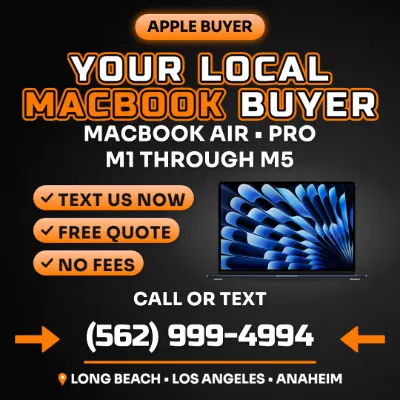 APPLE BUYER
YOUR LOCAL
MACBOOK BUYER
MACBOOK AIR ▪ PRO
M1 THROUGH M5
✓ TEXT US NOW
✓ FREE QUOTE
✓ NO FEES
CALL OR TEXT
(562) 999-4994
LONG BEACH ▪ LOS ANGELES ▪ ANAHEIM